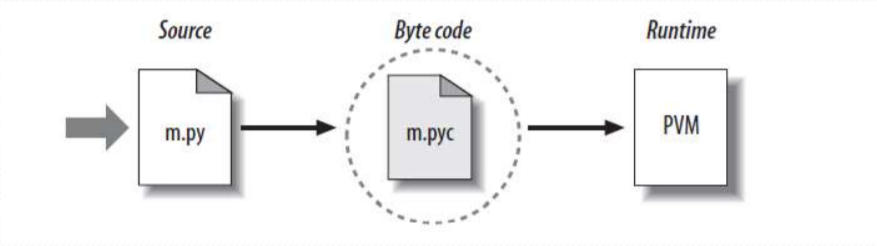 Source
Byte code
Runtime
m.py
m.pyc
PVM